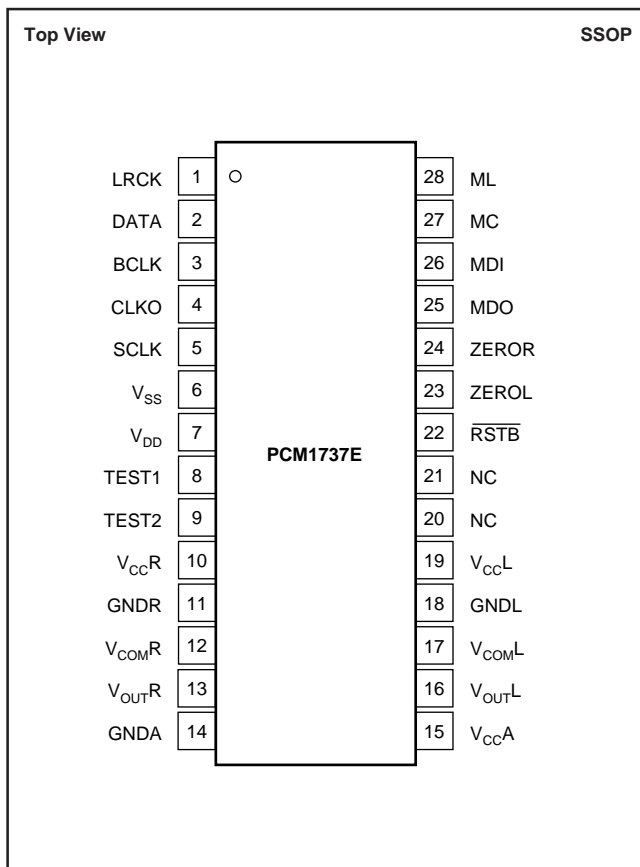 Top View SSOP
LRCK 1 28 ML
DATA 2 27 MC
BCLK 3 26 MDI
CLKO 4 25 MDO
SCLK 5 24 ZEROR
VSS 6 23 ZEROL
VDD 7 22 RSTB
PCM1737E
TEST1 8 21 NC
TEST2 9 20 NC
VCCR 10 19 VCCL
GNDR 11 18 GNDL
VCOMR 12 17 VCOML
VOUTR 13 16 VOUTL
GNDA 14 15 VCCA